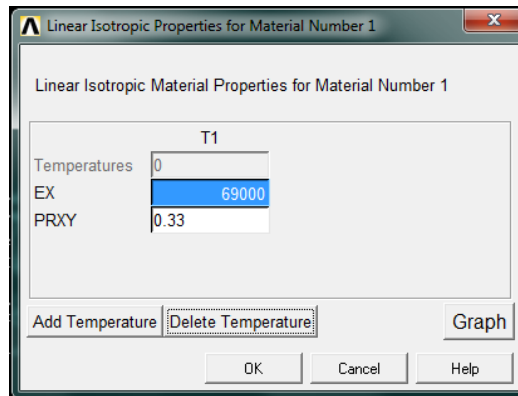 Linear Isotropic Properties for Material Number 1
Linear Isotropic Material Properties for Material Number 1
T1
Temperatures 0
EX 69000
PRXY 0.33
Add Temperature Delete Temperature Graph
OK Cancel Help